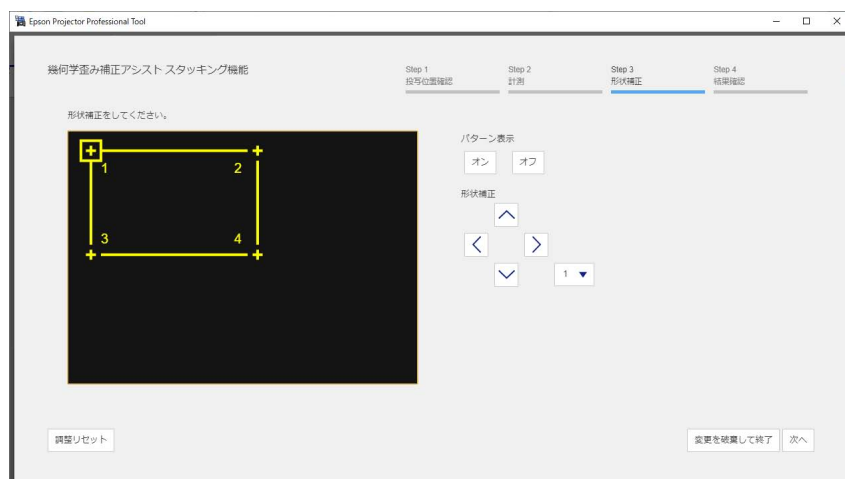 Epson Projector Professional Tool
幾何学歪み補正アシスト スタッキング機能
Step 1
投写位置確認
Step 2
計測
Step 3
形状補正
Step 4
結果確認
形状補正をしてください。
1
2
3
4
パターン表示
オン
オフ
形状補正
1
調整リセット
変更を破棄して終了
次へ